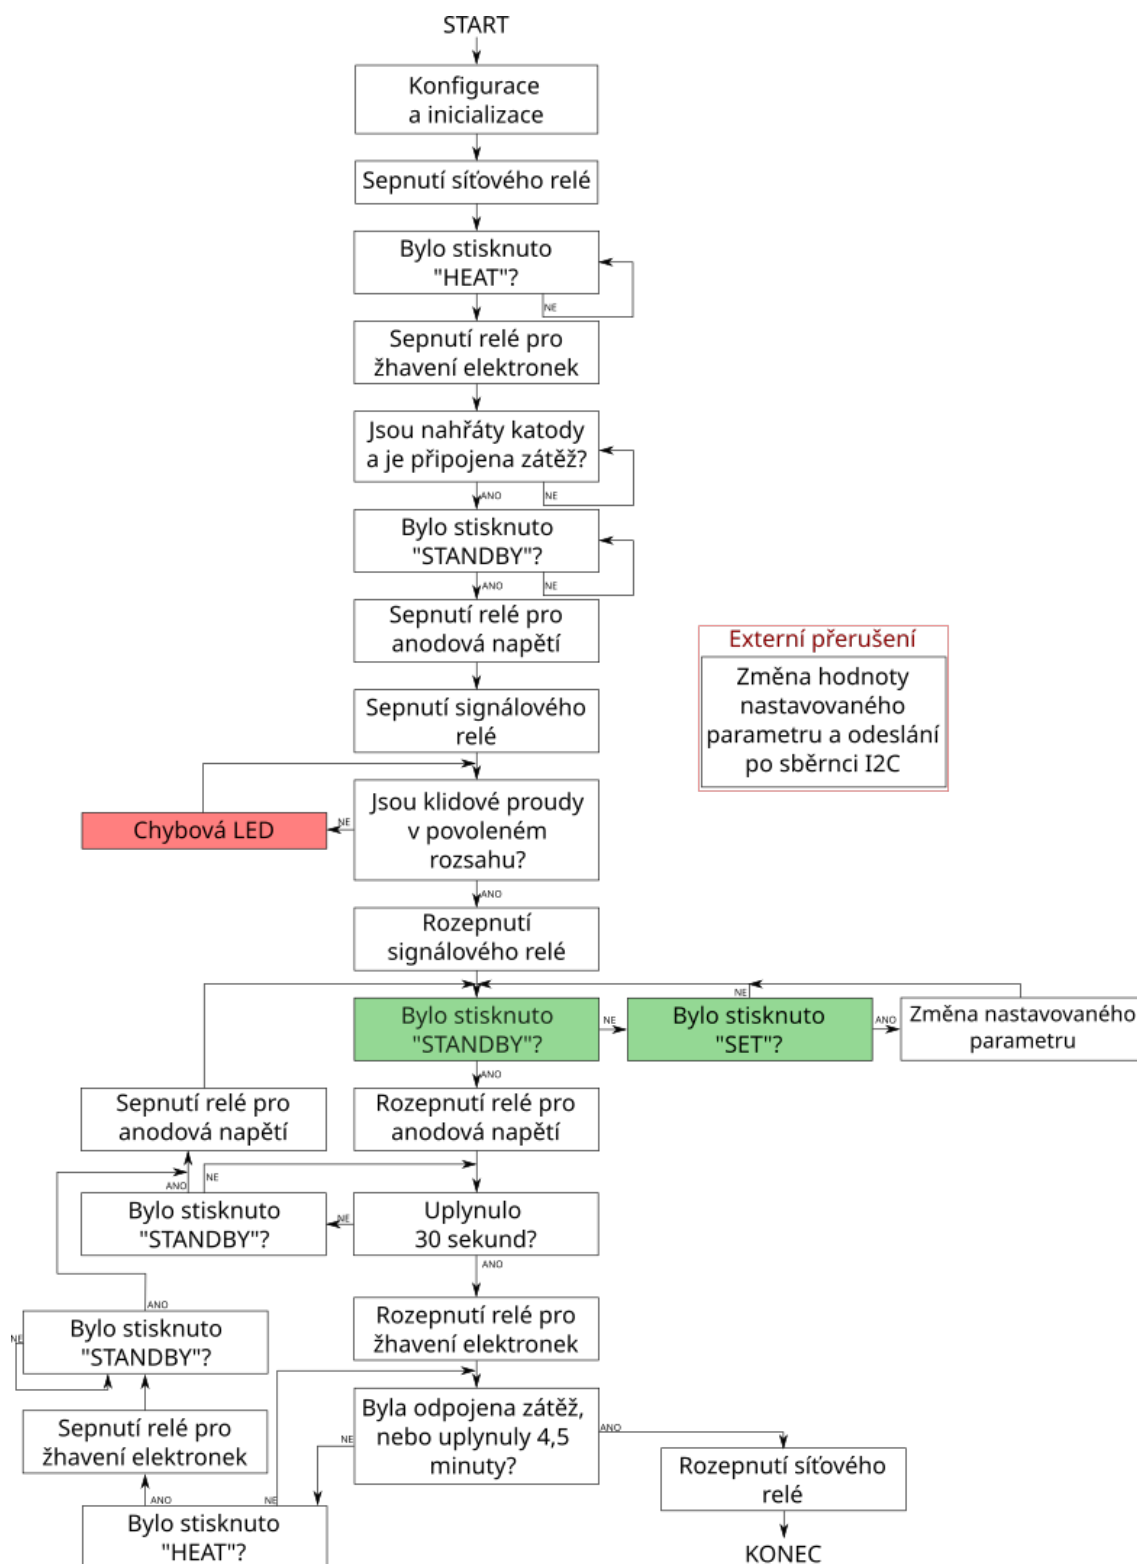 START
Konfigurace
a inicializace
Sepnutí síťového relé
Bylo stisknuto
"HEAT"?
NE
Sepnutí relé pro
žhavení elektronek
Jsou nahřáty katody
a je připojena zátěž?
ANO
NE
Bylo stisknuto
"STANDBY"?
ANO
NE
Sepnutí relé pro
anodová napětí
Externí přerušení
Změna hodnoty
nastavovaného
parametru a odeslání
po sběrnci I2C
Sepnutí signálového
relé
Jsou klidové proudy
v povoleném
rozsahu?
NE
Chybová LED
ANO
Rozepnutí
signálového relé
Bylo stisknuto
"STANDBY"?
NE
NE
Bylo stisknuto
"SET"?
ANO
Změna nastavovaného
parametru
ANO
Sepnutí relé pro
anodová napětí
Rozepnutí relé pro
anodová napětí
ANO
NE
Bylo stisknuto
"STANDBY"?
NE
Uplynulo
30 sekund?
ANO
Rozepnutí relé pro
žhavení elektronek
ANO
NE
Bylo stisknuto
"STANDBY"?
Byla odpojena zátěž,
nebo uplynuly 4,5
minuty?
ANO
NE
Sepnutí relé pro
žhavení elektronek
Rozepnutí síťového
relé
ANO
NE
Bylo stisknuto
"HEAT"?
KONEC